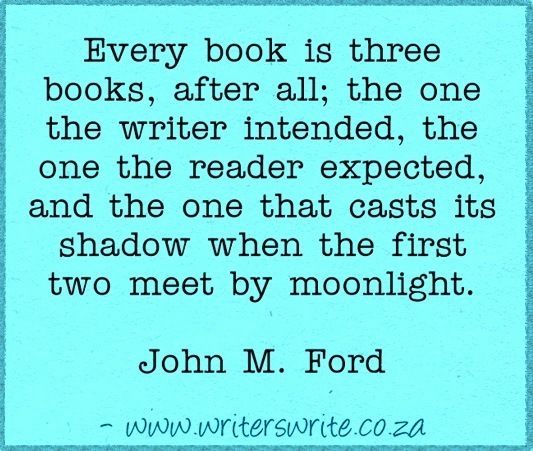 Every book is three
books, after all; the one
the writer intended, the
one the reader expected,
and the one that casts its
shadow when the first
two meet by moonlight.
John M. Ford
- www.writerswrite.co.za